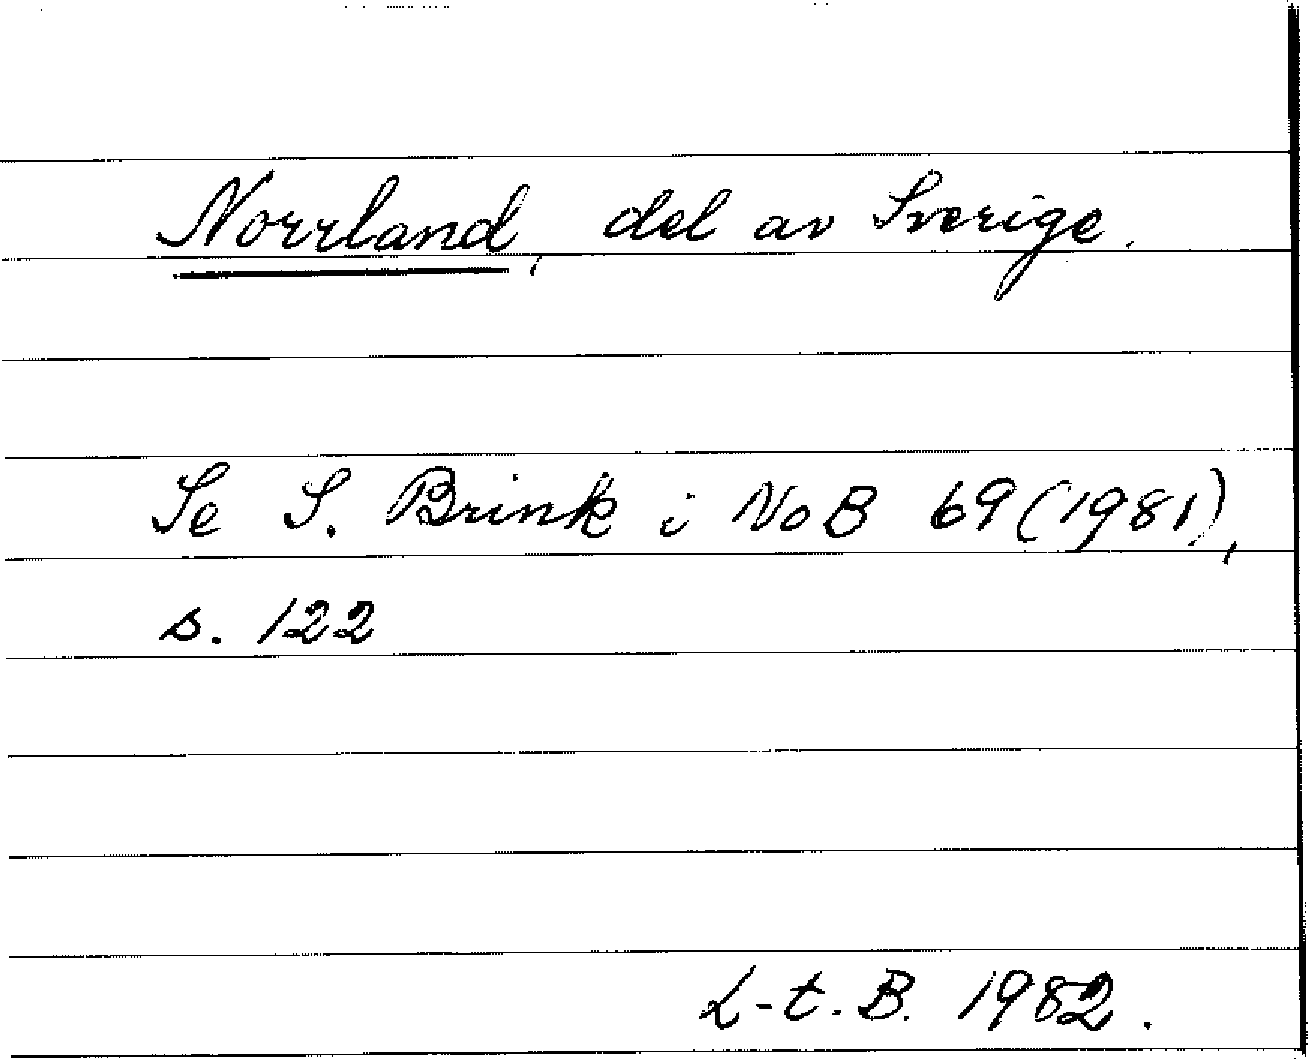 Norrland, del av Sverige.
Se S. Brink i NoB 69 (1981),
s. 122
L-t. B. 1982.